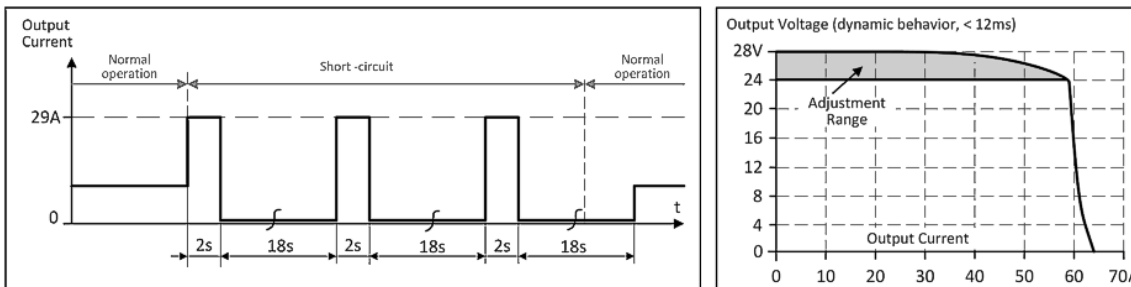 Output
Current
Normal
operation
Short-circuit
Normal
operation
29A
0
t
2s
18s
2s
18s
2s
18s
Output Voltage (dynamic behavior, < 12ms)
28V
24
20
16
12
8
4
0
Adjustment
Range
Output Current
0 10 20 30 40 50 60 70A